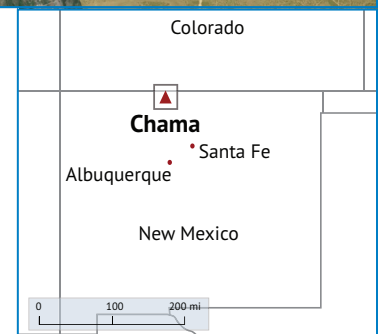 Colorado
Chama
Santa Fe
Albuquerque
New Mexico
0 100 200 mi